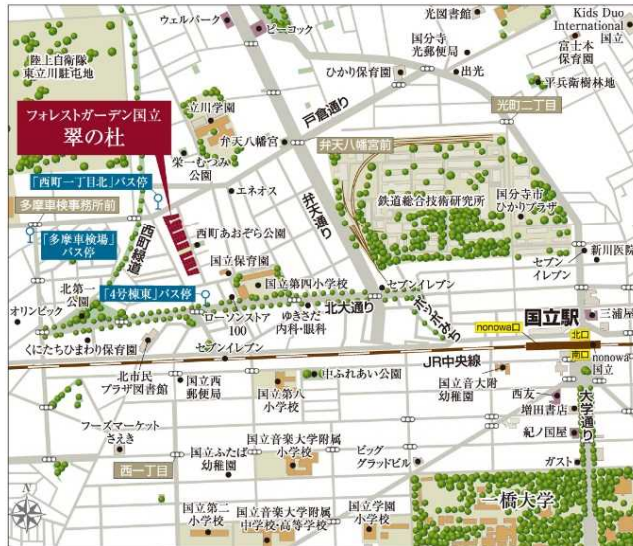 ウェルパーク
ピーコック
光図書館
Kids Duo
International
国立
陸上自衛隊
東立川駐屯地
国分寺
光郵便局
富士本
保育園
ひかり保育園
出光
平兵衛樹林地
フォレストガーデン国立
翠の杜
立川学園
戸倉通り
光町二丁目
弁天八幡宮
弁天八幡宮前
栄一むつみ
公園
「西町一丁目北」バス停
エネオス
多摩車検事務所前
鉄道総合技術研究所
国分寺市
ひかりプラザ
「多摩車検場」
バス停
西町線道
西町あおぞら公園
弁天通り
国立保育園
セブン
イレブン
新川医院
北第一
公園
「4号棟東」バス停
国立第四小学校
セブンイレブン
オリンピック
ローソンストア
100
ゆきさだ
内科・眼科
北大通り
ポッポみち
国立駅
三浦屋
nonowa口
北口
くにたちひまわり保育園
セブンイレブン
南口
nonowa
国立
JR中央線
北市民
プラザ図書館
国立西
郵便局
国立第八
小学校
中ふれあい公園
国立音大附
幼稚園
西友
増田書店
大学通り
フーズマーケット
さえき
国立音楽大学附属
小学校
紀ノ国屋
西一丁目
国立ふたば
幼稚園
ビッグ
グラッドビル
ガスト
一橋大学
N
国立第二
小学校
国立音楽大学附属
中学校・高等学校
国立学園
小学校